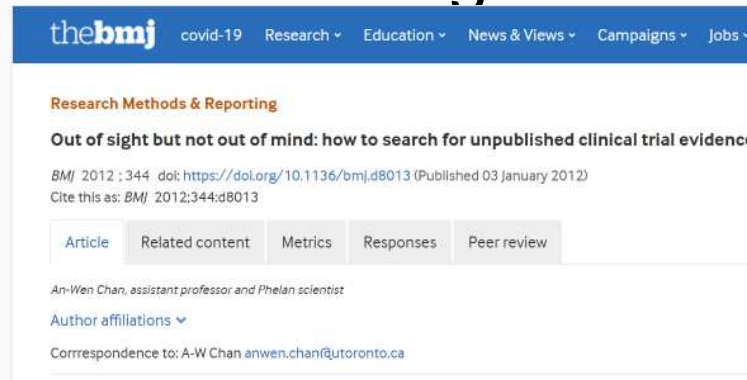 thebmj covid-19 Research News & Views Education Campaigns Jobs
Research Methods & Reporting
Out of sight but not out of mind: how to search for unpublished clinical trial evidence
BMJ 2012 ; 344 doi: https://doi.org/10.1136/bmj.d8013 (Published 03 January 2012)
Cite this as: BMJ 2012;344:d8013
Article Related content Metrics Responses Peer review
An-Wen Chan, assistant professor and Phelan scientist
Author affiliations
Corrrespondence to: A-W Chan anwen.chan@utoronto.ca